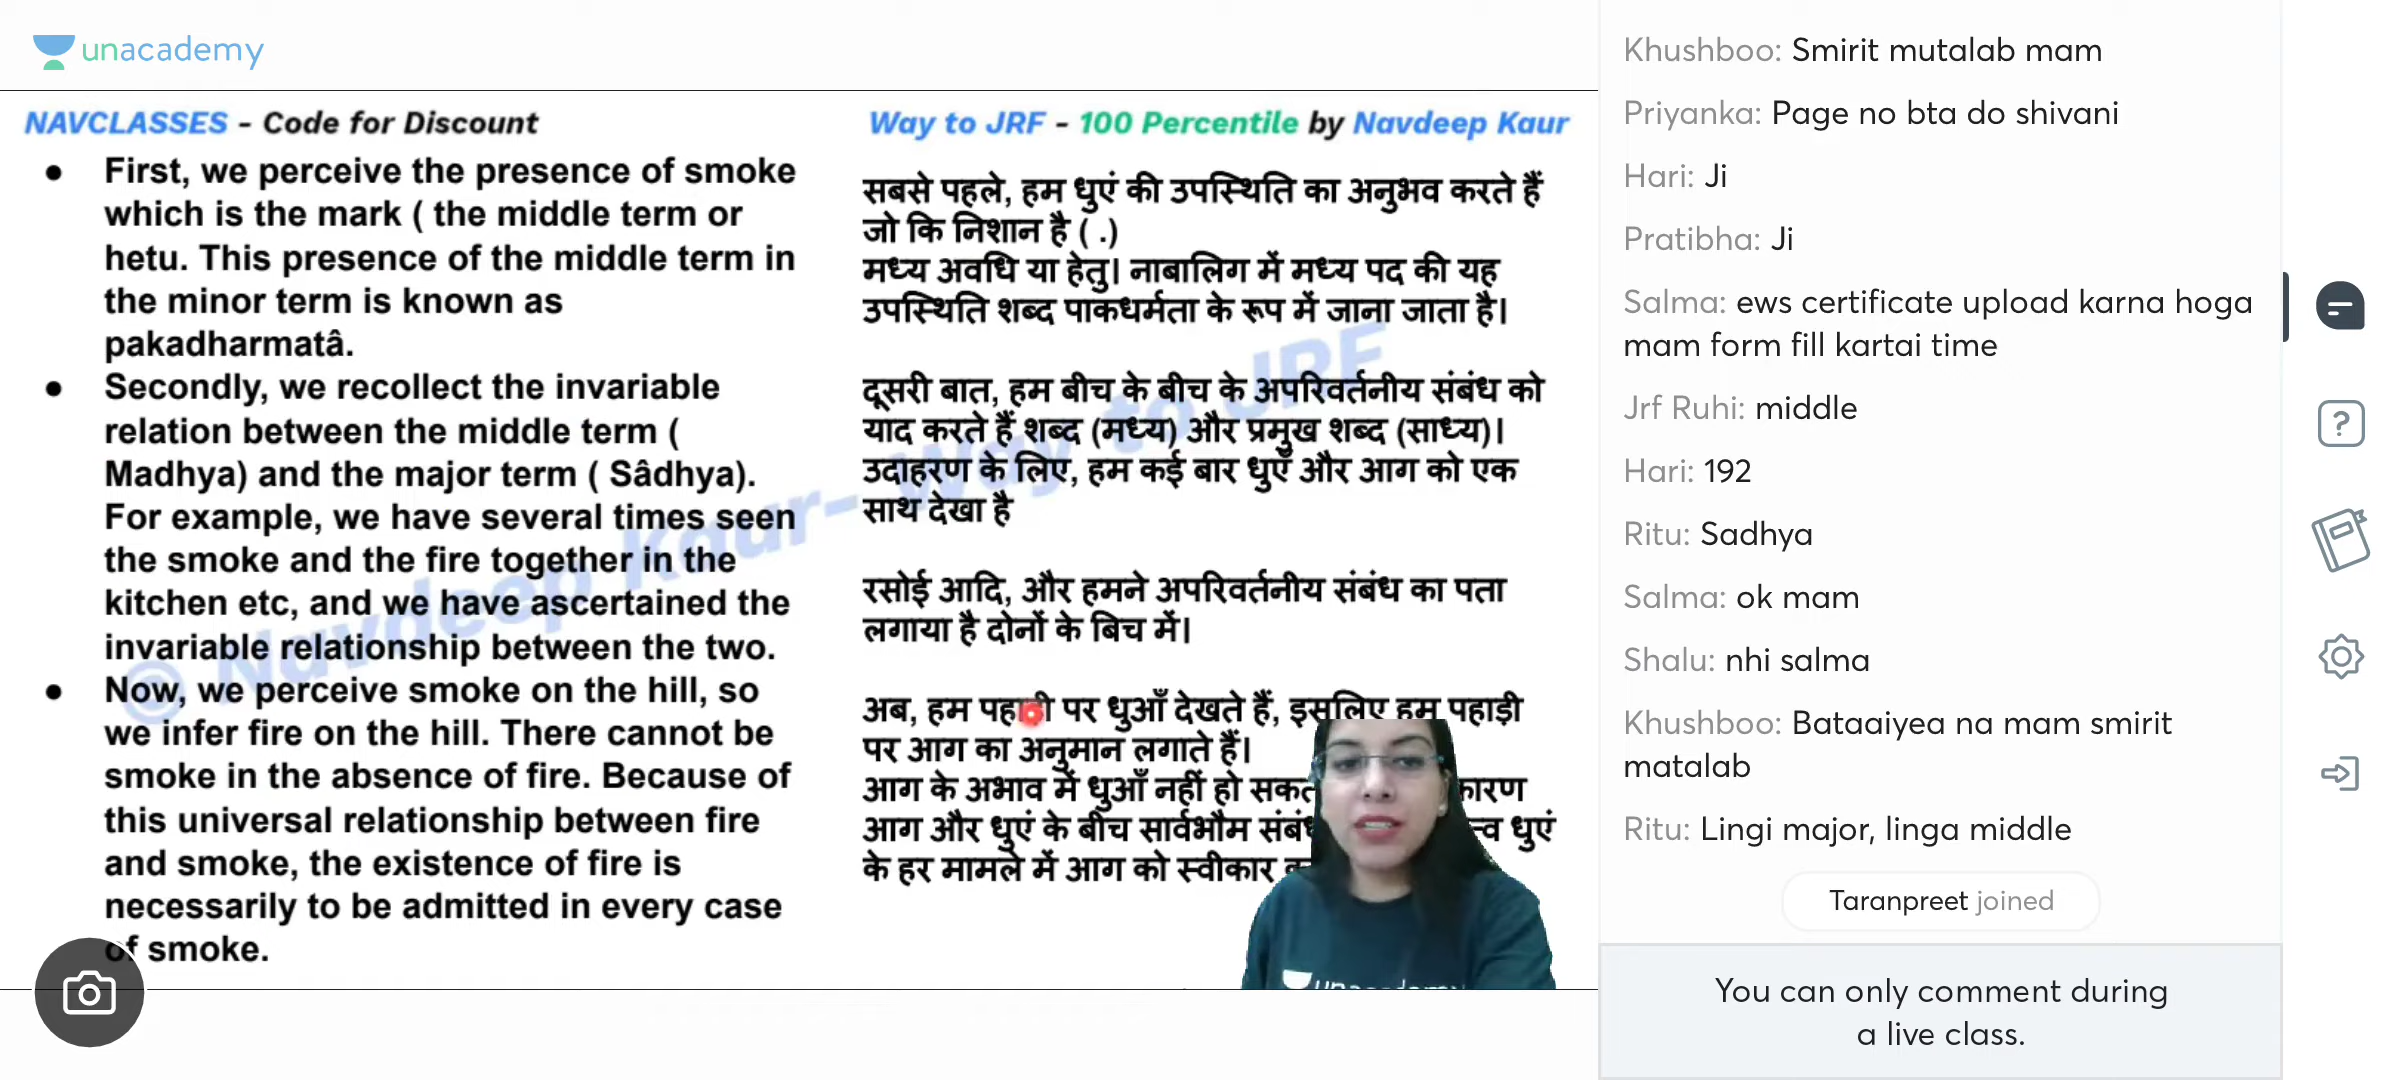 unacademy
NAVCLASSES - Code for Discount
Way to JRF - 100 Percentile by Navdeep Kaur
● First, we perceive the presence of smoke
which is the mark ( the middle term or
hetu. This presence of the middle term in
the minor term is known as
pakadharmatâ.
● Secondly, we recollect the invariable
relation between the middle term (
Madhya) and the major term ( Sâdhya).
For example, we have several times seen
the smoke and the fire together in the
kitchen etc, and we have ascertained the
invariable relationship between the two.
● Now, we perceive smoke on the hill, so
we infer fire on the hill. There cannot be
smoke in the absence of fire. Because of
this universal relationship between fire
and smoke, the existence of fire is
necessarily to be admitted in every case
of smoke.
सबसे पहले, हम धुएं की उपस्थिति का अनुभव करते हैं
जो कि निशान है ( .)
मध्य अवधि या हेतु। नाबालिग में मध्य पद की यह
उपस्थिति शब्द पाकधर्मता के रूप में जाना जाता है।
दूसरी बात, हम बीच के बीच के अपरिवर्तनीय संबंध को
याद करते हैं शब्द (मध्य) और प्रमुख शब्द (साध्य)।
उदाहरण के लिए, हम कई बार धुएँ और आग को एक
साथ देखा है
रसोई आदि, और हमने अपरिवर्तनीय संबंध का पता
लगाया है दोनों के बिच में।
अब, हम पर धुआँ देखते हैं, इसलिए हम पहाड़ी
पर आग का अनुमान लगाते हैं।
आग के अभाव में धुआँ नहीं हो
आग और धुएं के बीच सार्वभौम धुएं
के हर मामले में आग को स्वीकार
© Navdeep Kaur- Way to JRF
unacademy
Khushboo: Smirit mutalab mam
Priyanka: Page no bta do shivani
Hari: Ji
Pratibha: Ji
Salma: ews certificate upload karna hoga
mam form fill kartai time
Jrf Ruhi: middle
Hari: 192
Ritu: Sadhya
Salma: ok mam
Shalu: nhi salma
Khushboo: Bataaiyea na mam smirit
matalab
Ritu: Lingi major, linga middle
Taranpreet joined
You can only comment during
a live class.